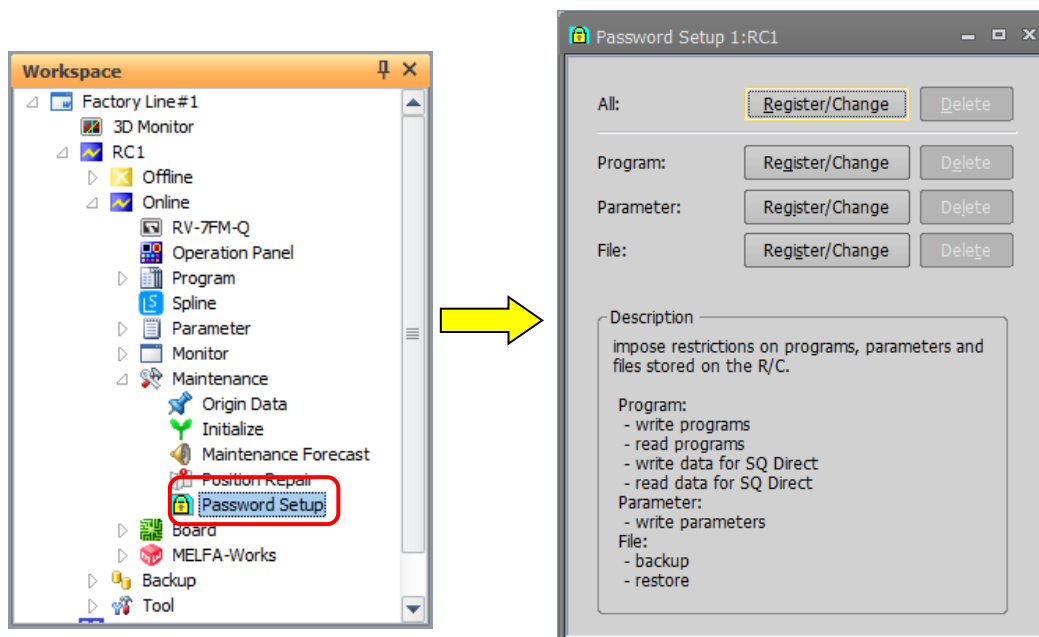 Workspace
Factory Line#1
3D Monitor
RC1
Offline
Online
RV-7FM-Q
Operation Panel
Program
Spline
Parameter
Monitor
Maintenance
Origin Data
Initialize
Maintenance Forecast
Position Repair
Password Setup
Board
MELFA-Works
Backup
Tool
Password Setup 1:RC1
All: Register/Change Delete
Program: Register/Change Delete
Parameter: Register/Change Delete
File: Register/Change Delete
Description
impose restrictions on programs, parameters and
files stored on the R/C.
Program:
- write programs
- read programs
- write data for SQ Direct
- read data for SQ Direct
Parameter:
- write parameters
File:
- backup
- restore